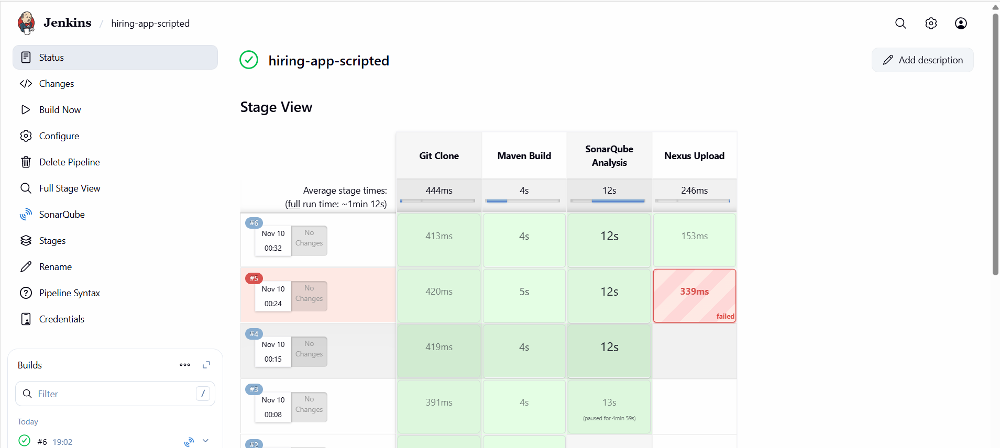 Jenkins / hiring-app-scripted
Status
Changes
Build Now
Configure
Delete Pipeline
Full Stage View
SonarQube
Stages
Rename
Pipeline Syntax
Credentials
Builds
Filter /
Today
#6 19:02
hiring-app-scripted
Add description
Stage View
Git Clone
Maven Build
SonarQube
Analysis
Nexus Upload
Average stage times:
(full run time: ~1min 12s)
444ms
4s
12s
246ms
#6
Nov 10
00:32
No
Changes
413ms
4s
12s
153ms
#5
Nov 10
00:24
No
Changes
420ms
5s
12s
339ms
failed
#4
Nov 10
00:15
No
Changes
419ms
4s
12s
#3
Nov 10
00:08
No
Changes
391ms
4s
13s
(paused for 4min 59s)
#2